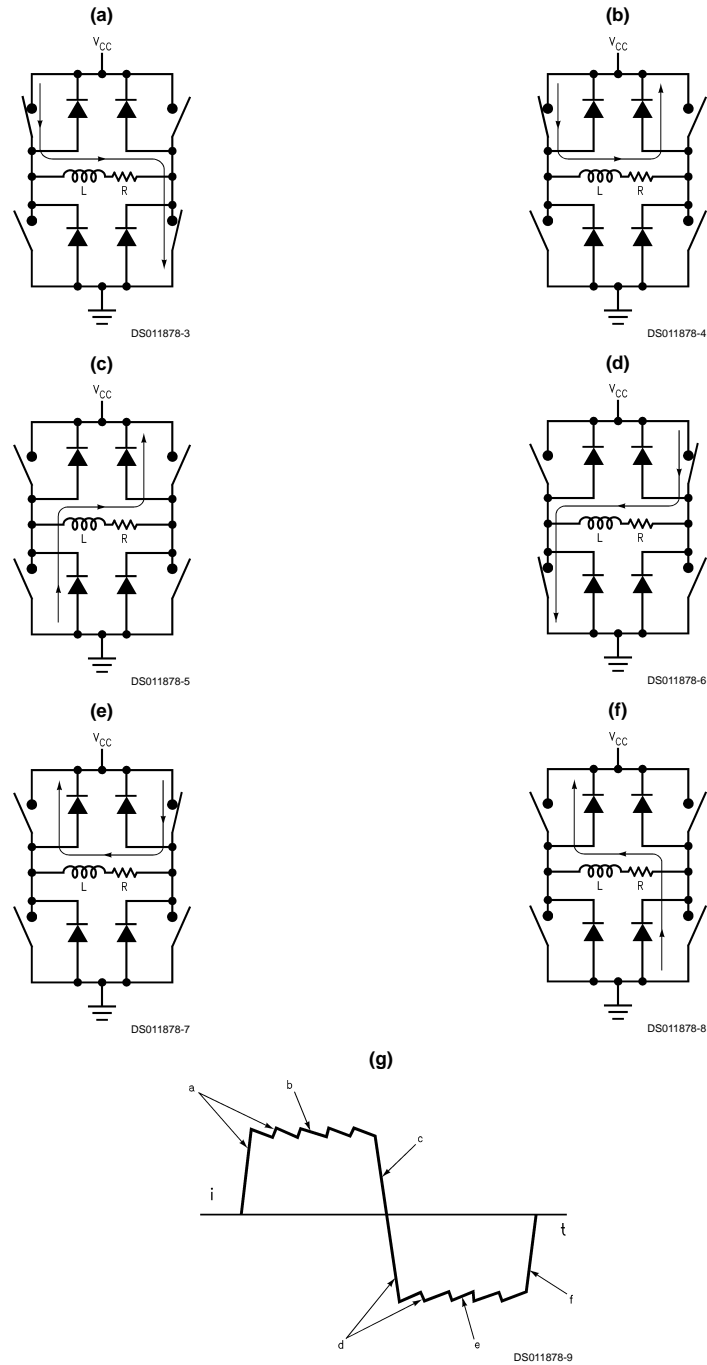 (a) (b)
VCC VCC
L R L R
DS011878-3 DS011878-4
(c) (d)
VCC VCC
L R L R
DS011878-5 DS011878-6
(e) (f)
VCC VCC
L R L R
DS011878-7 DS011878-8
(g)
a b
c
i
t
f
d e
DS011878-9